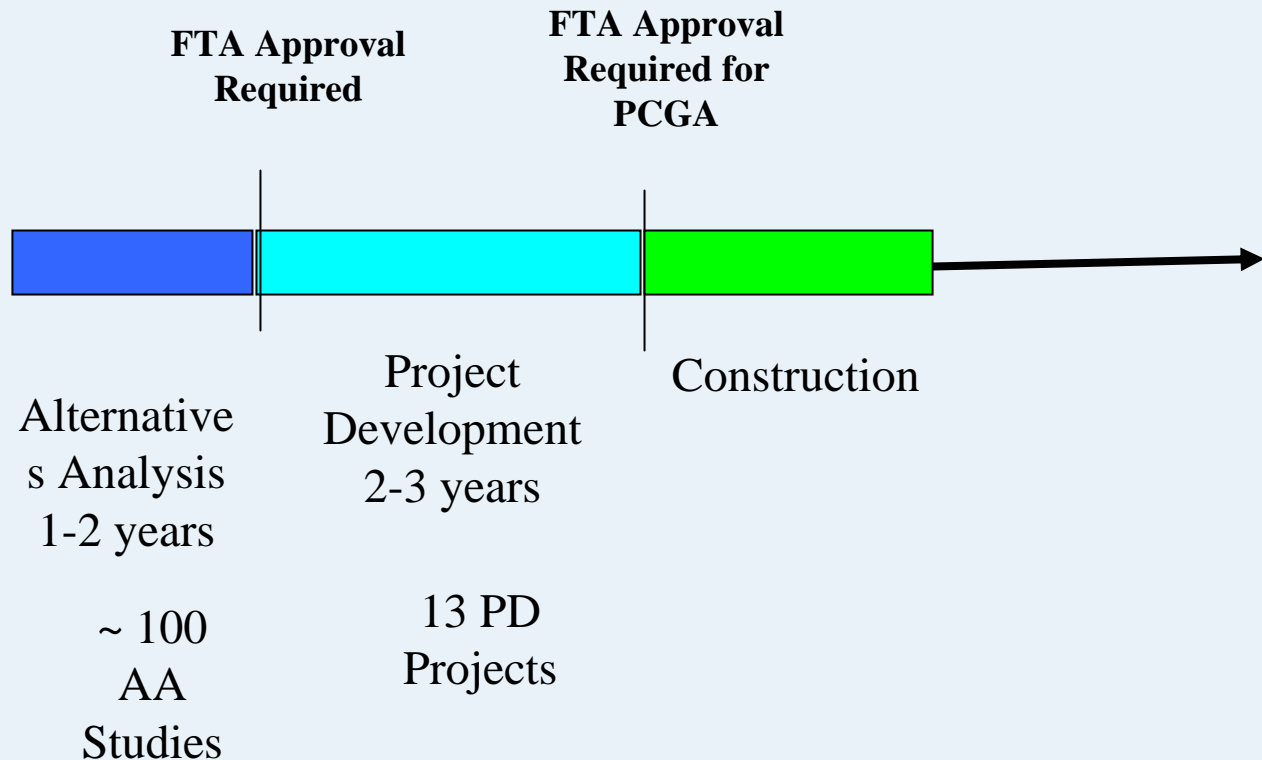 FTA Approval
Required
FTA Approval
Required for
PCGA
Alternative
s Analysis
1-2 years
Project
Development
2-3 years
Construction
~ 100
AA
Studies
13 PD
Projects